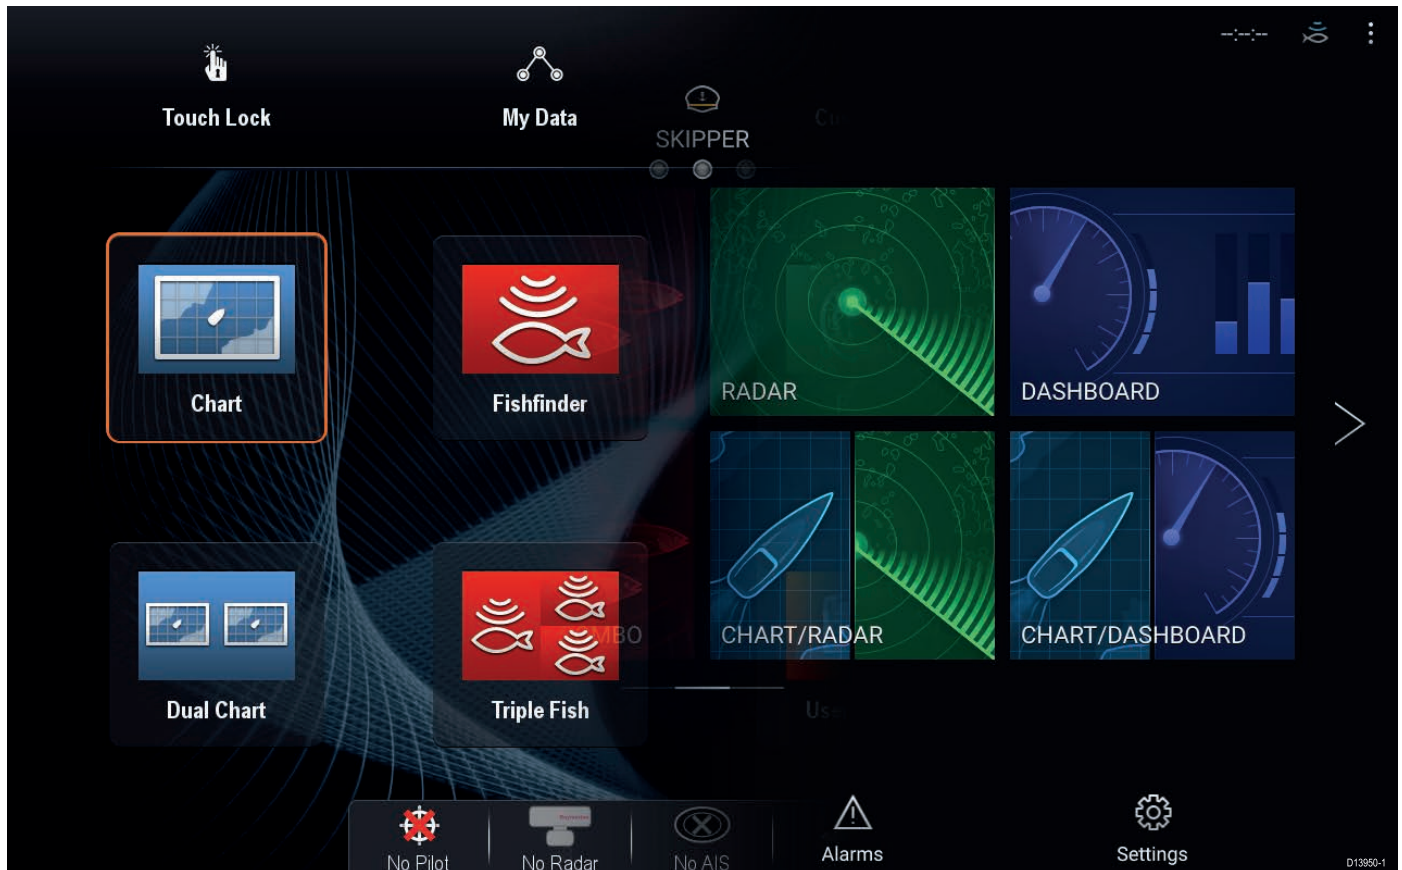 --:--:--
Touch Lock
My Data
SKIPPER
RADAR
DASHBOARD
Chart
Fishfinder
CHART/RADAR
CHART/DASHBOARD
Dual Chart
Triple Fish
No Pilot
No Radar
No AIS
Alarms
Settings
D13950-1